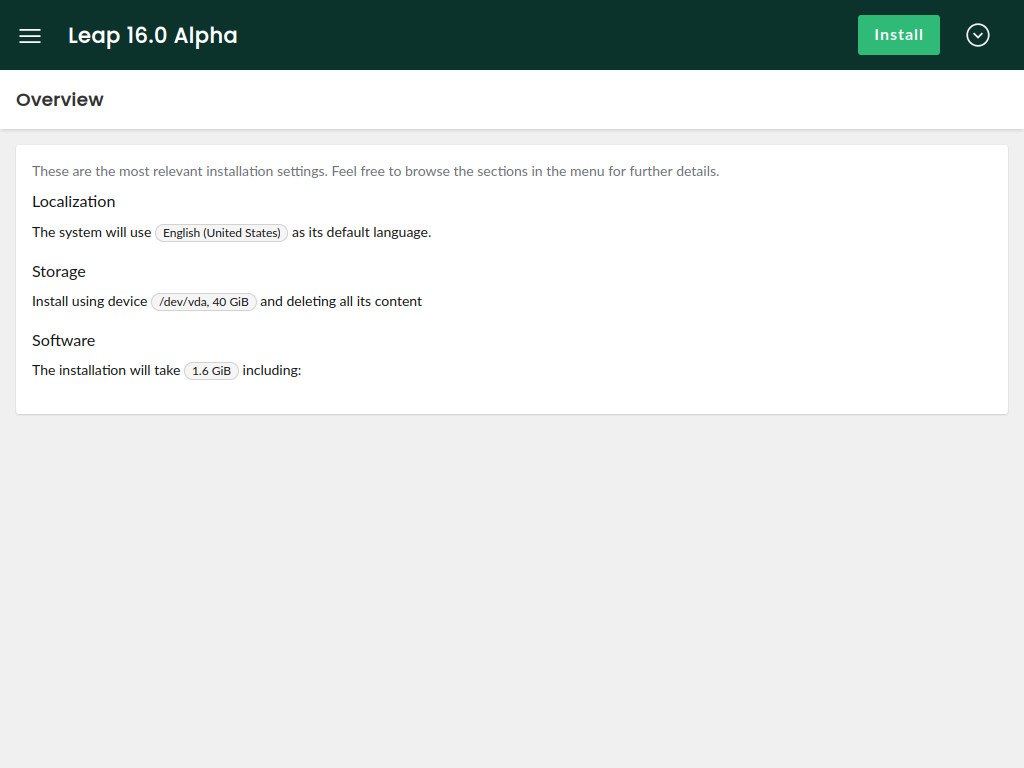 Leap 16.0 Alpha
Install
Overview
These are the most relevant installation settings. Feel free to browse the sections in the menu for further details.
Localization
The system will use English (United States) as its default language.
Storage
Install using device /dev/vda, 40 GiB and deleting all its content
Software
The installation will take 1.6 GiB including: